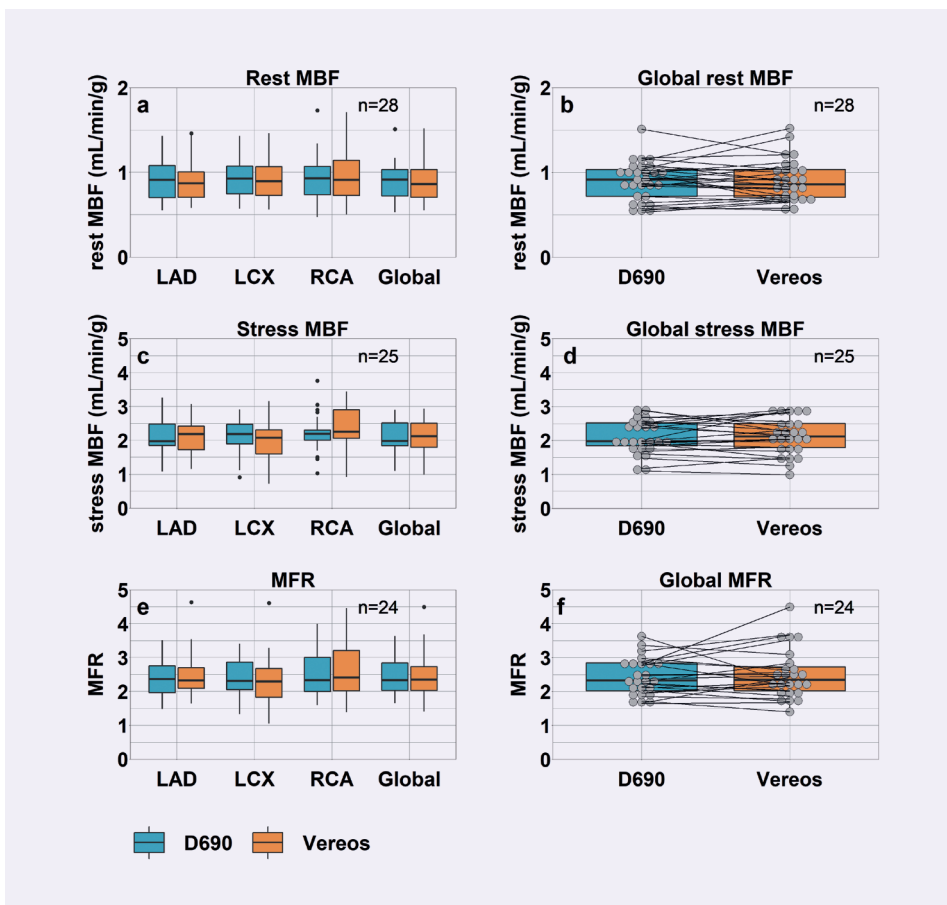 Rest MBF
a
n=28
rest MBF (mL/min/g)
2
1
0
LAD LCX RCA Global
Global rest MBF
b
n=28
rest MBF (mL/min/g)
2
1
0
D690 Vereos
Stress MBF
c
n=25
stress MBF (mL/min/g)
5
4
3
2
1
0
LAD LCX RCA Global
Global stress MBF
d
n=25
stress MBF (mL/min/g)
5
4
3
2
1
0
D690 Vereos
MFR
e
n=24
MFR
5
4
3
2
1
0
LAD LCX RCA Global
Global MFR
f
n=24
MFR
5
4
3
2
1
0
D690 Vereos
D690 Vereos